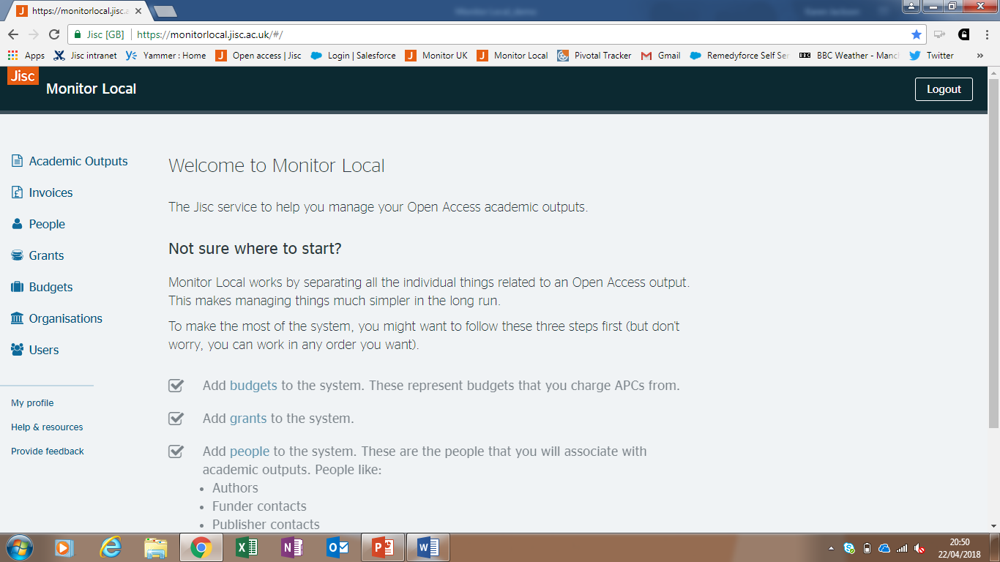 https://monitorlocal.jisc.a
Jisc [GB] https://monitorlocal.jisc.ac.uk/#/
Apps Jisc intranet Yammer : Home Open access | Jisc Login | Salesforce Monitor UK Monitor Local Pivotal Tracker Gmail Remedyforce Self Ser BBC BBC Weather - Manc Twitter »
Jisc
Monitor Local
Logout
Academic Outputs
Invoices
People
Grants
Budgets
Organisations
Users
My profile
Help & resources
Provide feedback
Welcome to Monitor Local
The Jisc service to help you manage your Open Access academic outputs.
Not sure where to start?
Monitor Local works by separating all the individual things related to an Open Access output.
This makes managing things much simpler in the long run.
To make the most of the system, you might want to follow these three steps first (but don't
worry, you can work in any order you want).
Add budgets to the system. These represent budgets that you charge APCs from.
Add grants to the system.
Add people to the system. These are the people that you will associate with
academic outputs. People like:
• Authors
• Funder contacts
• Publisher contacts
20:50
22/04/2018